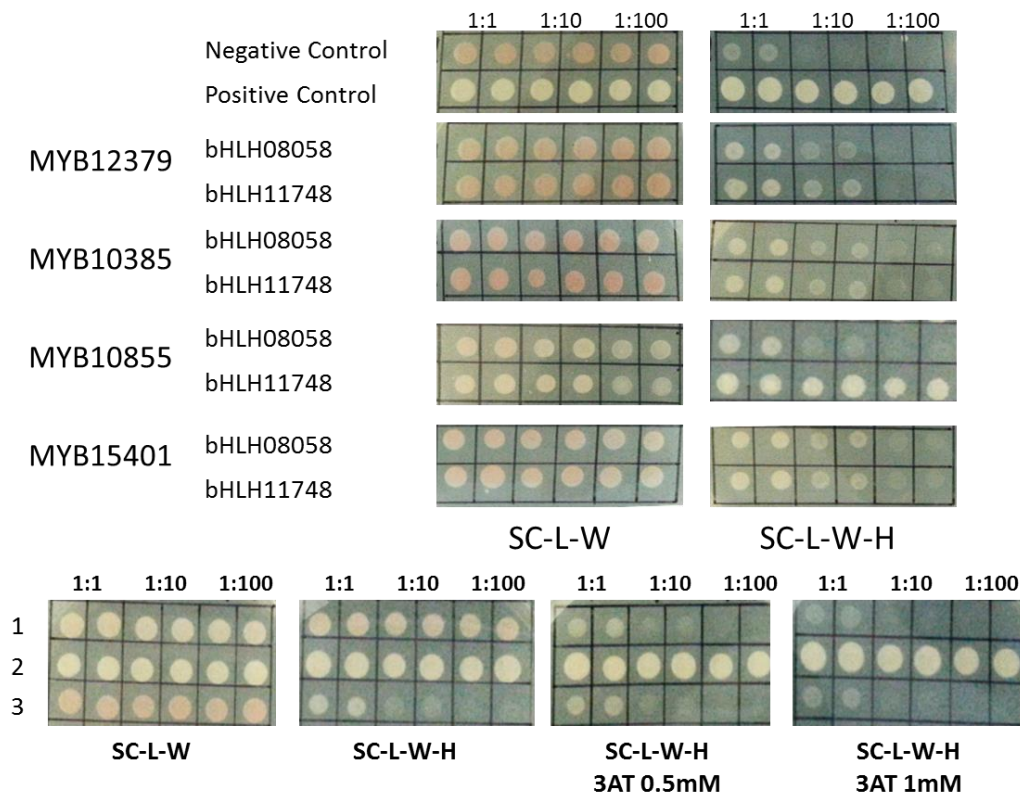 1:1 1:10 1:100 1:1 1:10 1:100
Negative Control
Positive Control
MYB12379
bHLH08058
bHLH11748
MYB10385
bHLH08058
bHLH11748
MYB10855
bHLH08058
bHLH11748
MYB15401
bHLH08058
bHLH11748
SC-L-W SC-L-W-H
1:1 1:10 1:100 1:1 1:10 1:100 1:1 1:10 1:100 1:1 1:10 1:100
1
2
3
SC-L-W SC-L-W-H SC-L-W-H SC-L-W-H
3AT 0.5mM 3AT 1mM